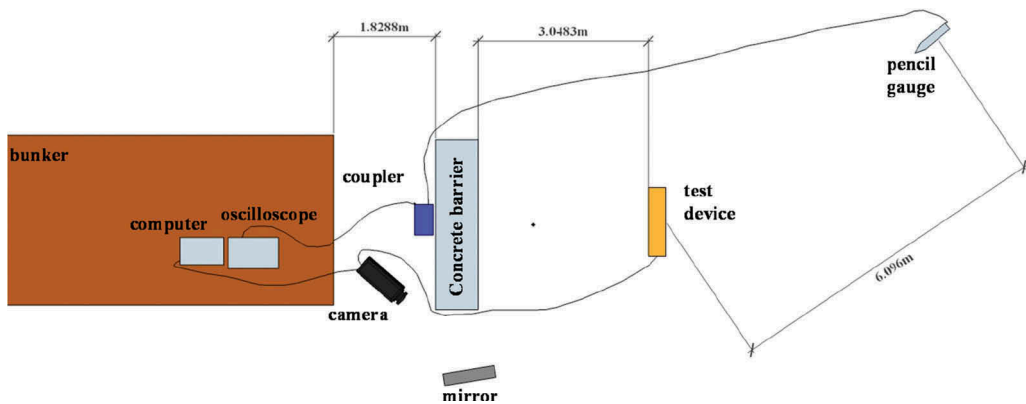 1.8288m
3.0483m
pencil
gauge
bunker
coupler
Concrete barrier
test
device
oscilloscope
computer
6.096m
camera
mirror